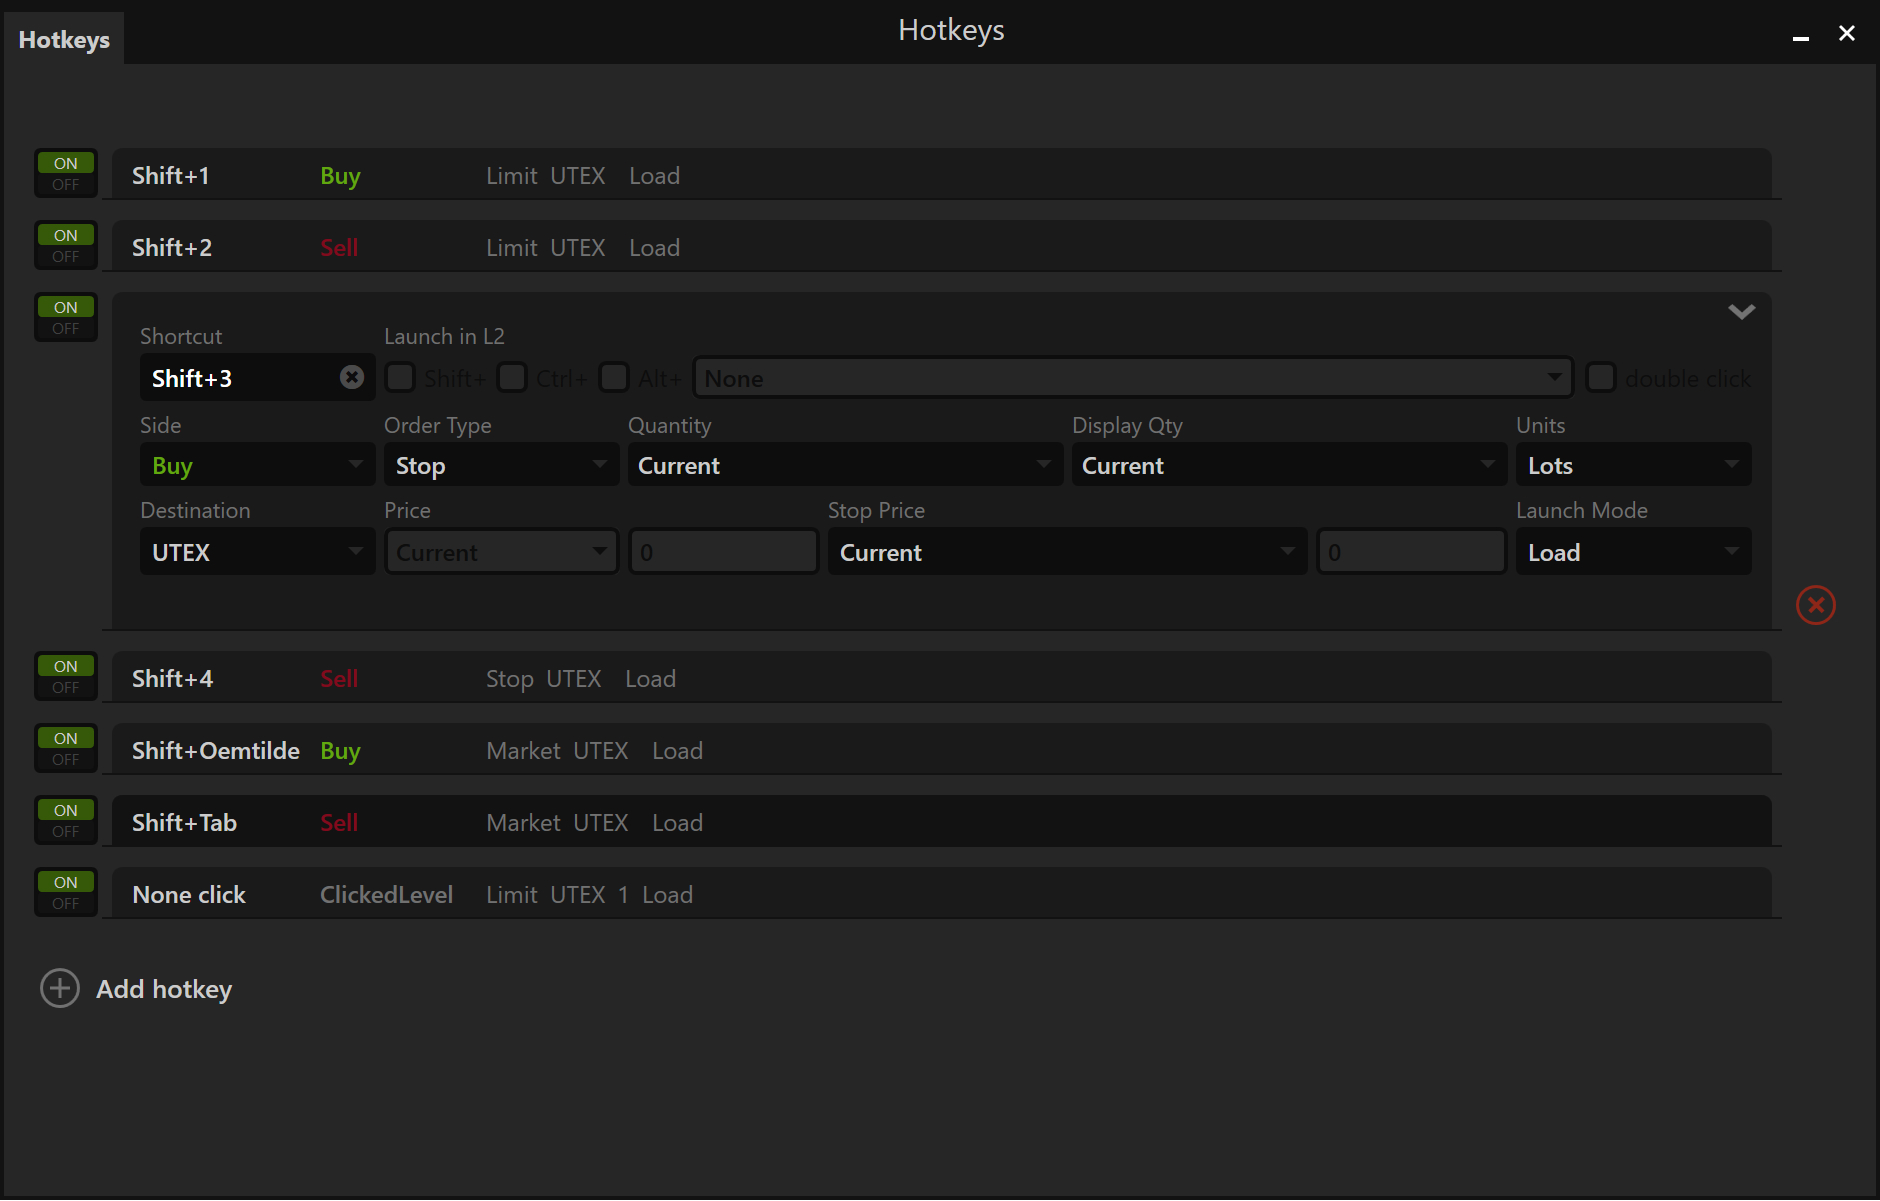 Hotkeys
Hotkeys
ON
OFF
Shift+1 Buy Limit UTEX Load
ON
OFF
Shift+2 Sell Limit UTEX Load
ON
OFF
Shortcut Launch in L2
Shift+3 Shift+ Ctrl+ Alt+ None double click
Side Order Type Quantity Display Qty Units
Buy Stop Current Current Lots
Destination Price Stop Price Launch Mode
UTEX Current 0 Current 0 Load
ON
OFF
Shift+4 Sell Stop UTEX Load
ON
OFF
Shift+Oemtilde Buy Market UTEX Load
ON
OFF
Shift+Tab Sell Market UTEX Load
ON
OFF
None click ClickedLevel Limit UTEX 1 Load
Add hotkey